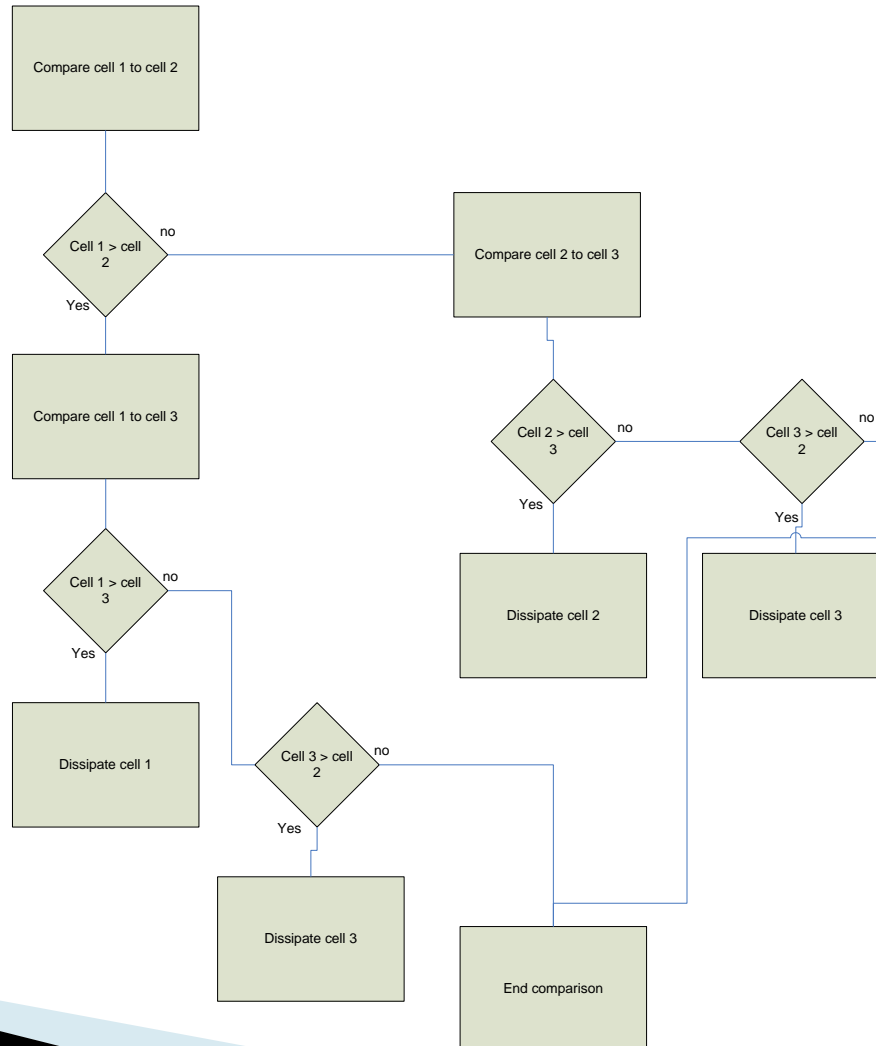 Compare cell 1 to cell 2
Cell 1 > cell
2
no
Yes
Compare cell 2 to cell 3
Compare cell 1 to cell 3
Cell 2 > cell
3
no
Yes
Cell 3 > cell
2
no
Yes
Cell 1 > cell
3
no
Yes
Dissipate cell 2
Dissipate cell 3
Dissipate cell 1
Cell 3 > cell
2
no
Yes
Dissipate cell 3
End comparison